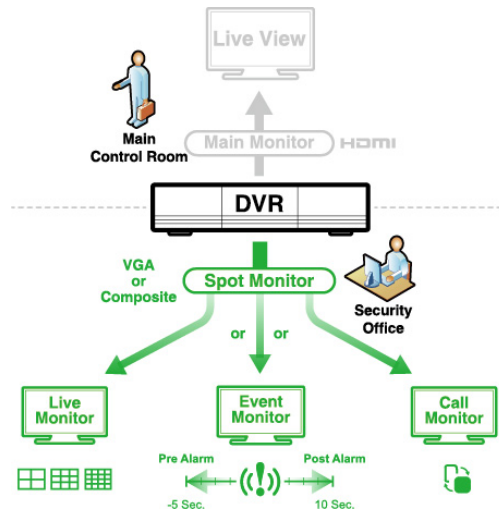 Live View
Main
Control Room
Main Monitor
HDMI
DVR
VGA
or
Composite
Spot Monitor
Security
Office
or
or
Live
Monitor
Event
Monitor
Call
Monitor
Pre Alarm
Post Alarm
-5 Sec.
10 Sec.